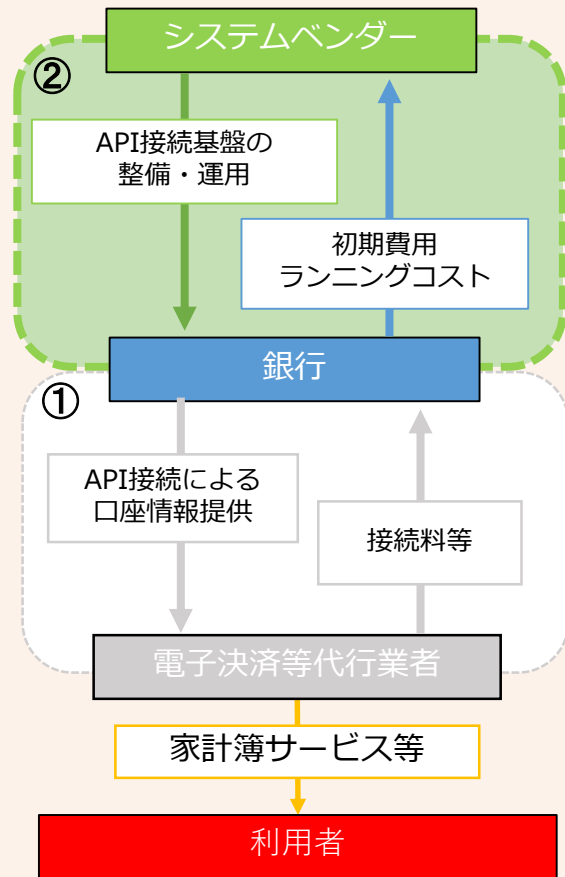 システムベンダー
②
API接続基盤の
整備・運用
初期費用
ランニングコスト
銀行
①
API接続による
口座情報提供
接続料等
電子決済等代行業者
家計簿サービス等
利用者